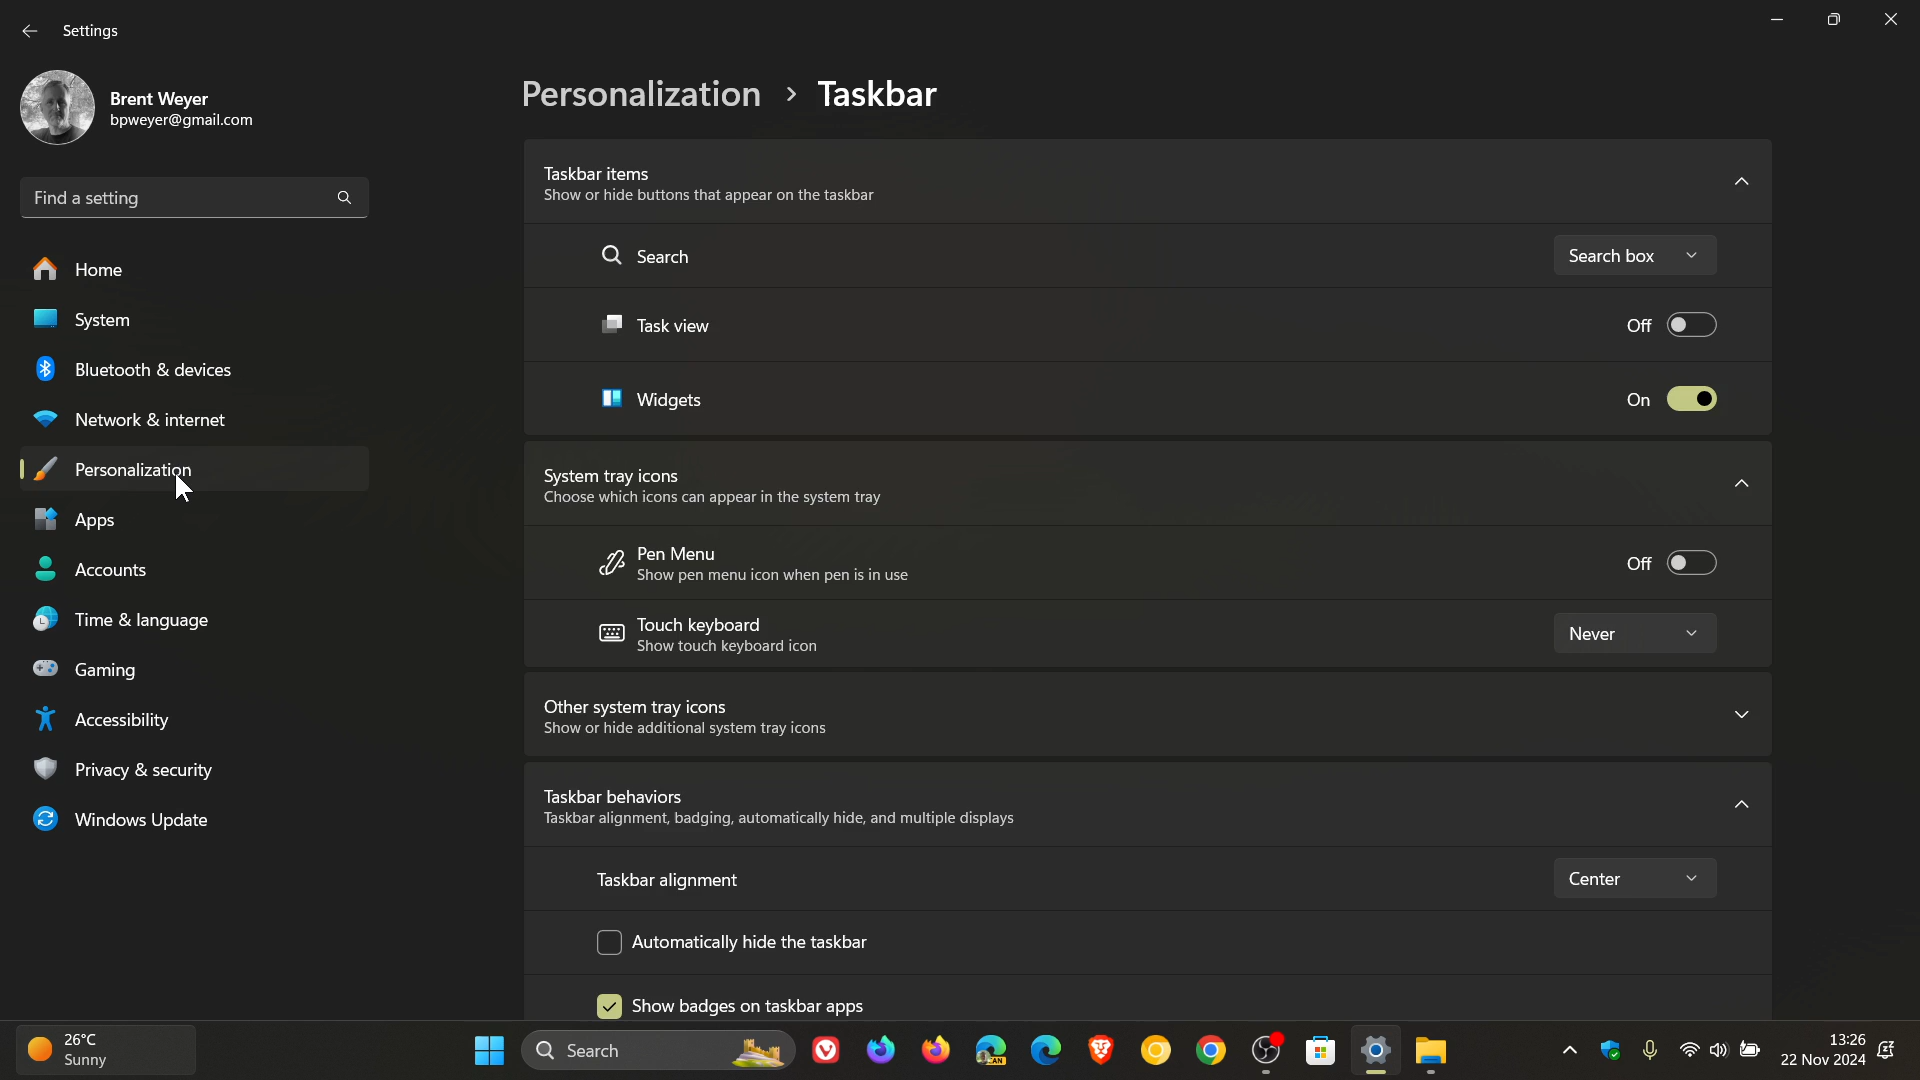 Settings
Brent Weyer
bpweyer@gmail.com
Find a setting
Home
System
Bluetooth & devices
Network & internet
Personalization
Apps
Accounts
Time & language
Gaming
Accessibility
Privacy & security
Windows Update
Personalization > Taskbar
Taskbar items
Show or hide buttons that appear on the taskbar
Search
Search box
Task view
Off
Widgets
On
System tray icons
Choose which icons can appear in the system tray
Pen Menu
Show pen menu icon when pen is in use
Off
Touch keyboard
Show touch keyboard icon
Never
Other system tray icons
Show or hide additional system tray icons
Taskbar behaviors
Taskbar alignment, badging, automatically hide, and multiple displays
Taskbar alignment
Center
Automatically hide the taskbar
Show badges on taskbar apps
26°C
Sunny
Search
CAN
13:26
22 Nov 2024